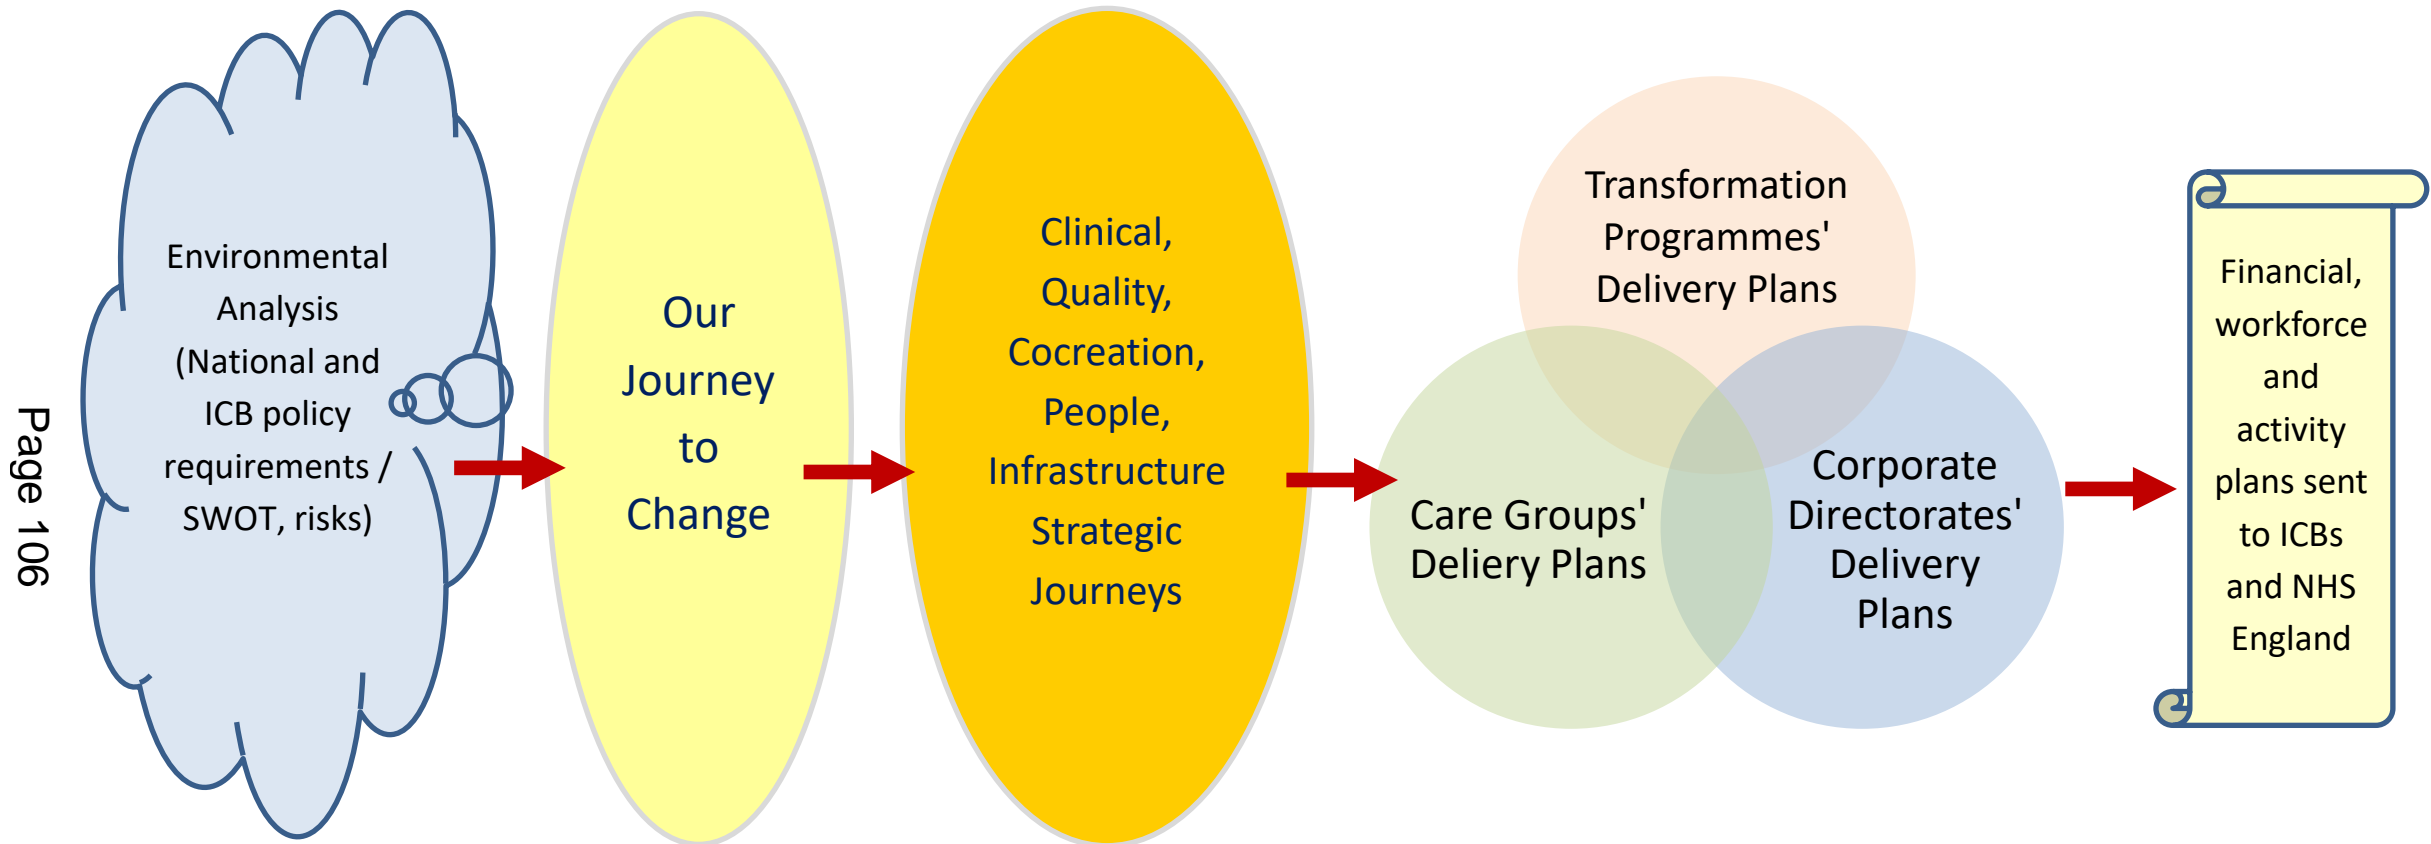 Environmental
Analysis
(National and
ICB policy
requirements /
SWOT, risks)
Our
Journey
to
Change
Clinical,
Quality,
Cocreation,
People,
Infrastructure
Strategic
Journeys
Transformation
Programmes'
Delivery Plans
Care Groups'
Deliery Plans
Corporate
Directorates'
Delivery
Plans
Financial,
workforce
and
activity
plans sent
to ICBs
and NHS
England
Page 106